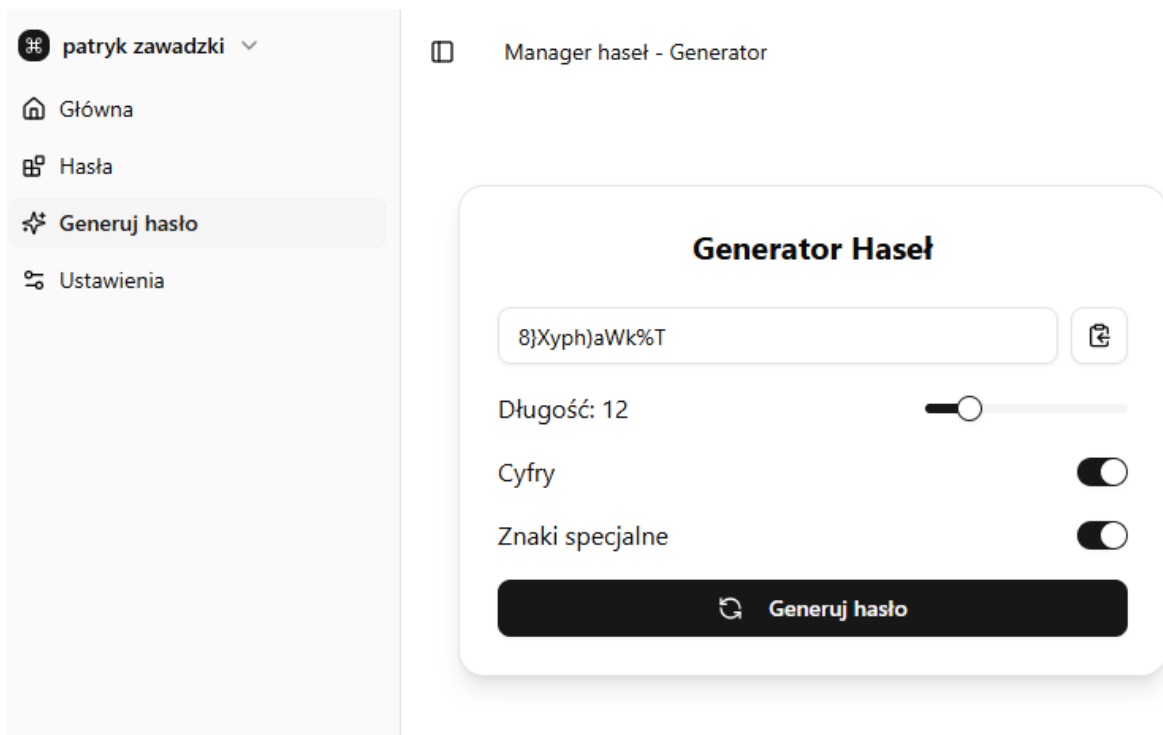 patryk zawadzki
Główna
Hasła
Generuj hasło
Ustawienia
Manager haseł - Generator
Generator Haseł
8}Xyph)aWk%T
Długość: 12
Cyfry
Znaki specjalne
Generuj hasło